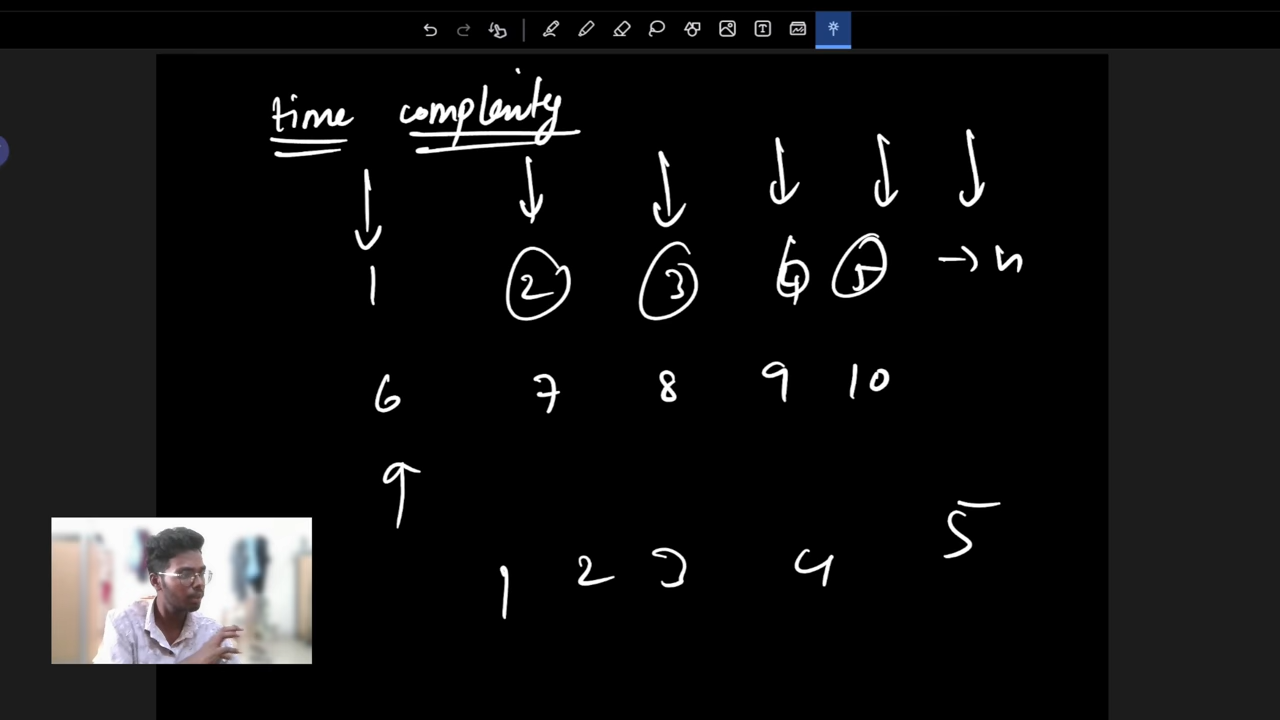 time complexity
1 2 3 4 5 → n
6 7 8 9 10
1 2 3 4 5